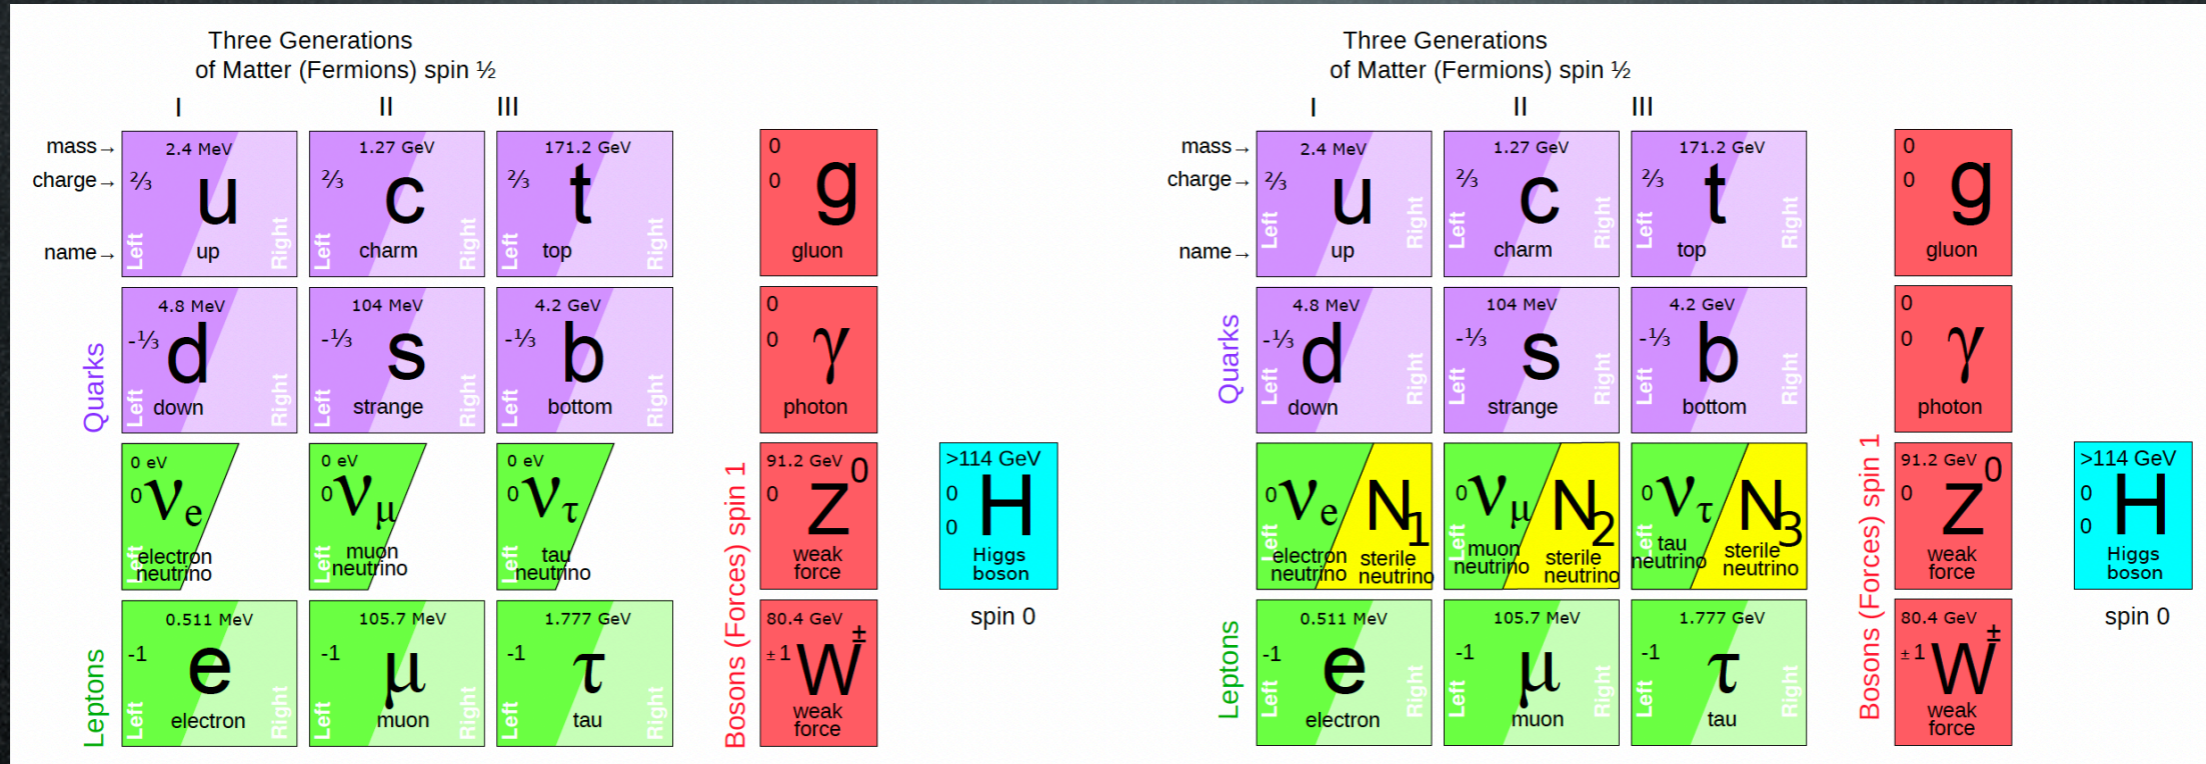 Three Generations
of Matter (Fermions) spin ½
I II III
mass→
charge→
name→
2.4 MeV
⅔
u
Left
up
Right
1.27 GeV
⅔
c
Left
charm
Right
171.2 GeV
⅔
t
Left
top
Right
Quarks
4.8 MeV
-⅓
d
Left
down
Right
104 MeV
-⅓
s
Left
strange
Right
4.2 GeV
-⅓
b
Left
bottom
Right
0 eV
0
νe
Left
electron
neutrino
0 eV
0
νμ
Left
muon
neutrino
0 eV
0
ντ
Left
tau
neutrino
Leptons
0.511 MeV
-1
e
Left
electron
Right
105.7 MeV
-1
μ
Left
muon
Right
1.777 GeV
-1
τ
Left
tau
Right
Bosons (Forces) spin 1
0
0
g
gluon
0
0
γ
photon
91.2 GeV
0
Z0
weak
force
80.4 GeV
±1
W±
weak
force
>114 GeV
0
0
H
Higgs
boson
spin 0
Three Generations
of Matter (Fermions) spin ½
I II III
mass→
charge→
name→
2.4 MeV
⅔
u
Left
up
Right
1.27 GeV
⅔
c
Left
charm
Right
171.2 GeV
⅔
t
Left
top
Right
Quarks
4.8 MeV
-⅓
d
Left
down
Right
104 MeV
-⅓
s
Left
strange
Right
4.2 GeV
-⅓
b
Left
bottom
Right
0
νe
Left
electron
neutrino
N1
sterile
neutrino
0
νμ
Left
muon
neutrino
N2
sterile
neutrino
0
ντ
Left
tau
neutrino
N3
sterile
neutrino
Leptons
0.511 MeV
-1
e
Left
electron
Right
105.7 MeV
-1
μ
Left
muon
Right
1.777 GeV
-1
τ
Left
tau
Right
Bosons (Forces) spin 1
0
0
g
gluon
0
0
γ
photon
91.2 GeV
0
Z0
weak
force
80.4 GeV
±1
W±
weak
force
>114 GeV
0
0
H
Higgs
boson
spin 0